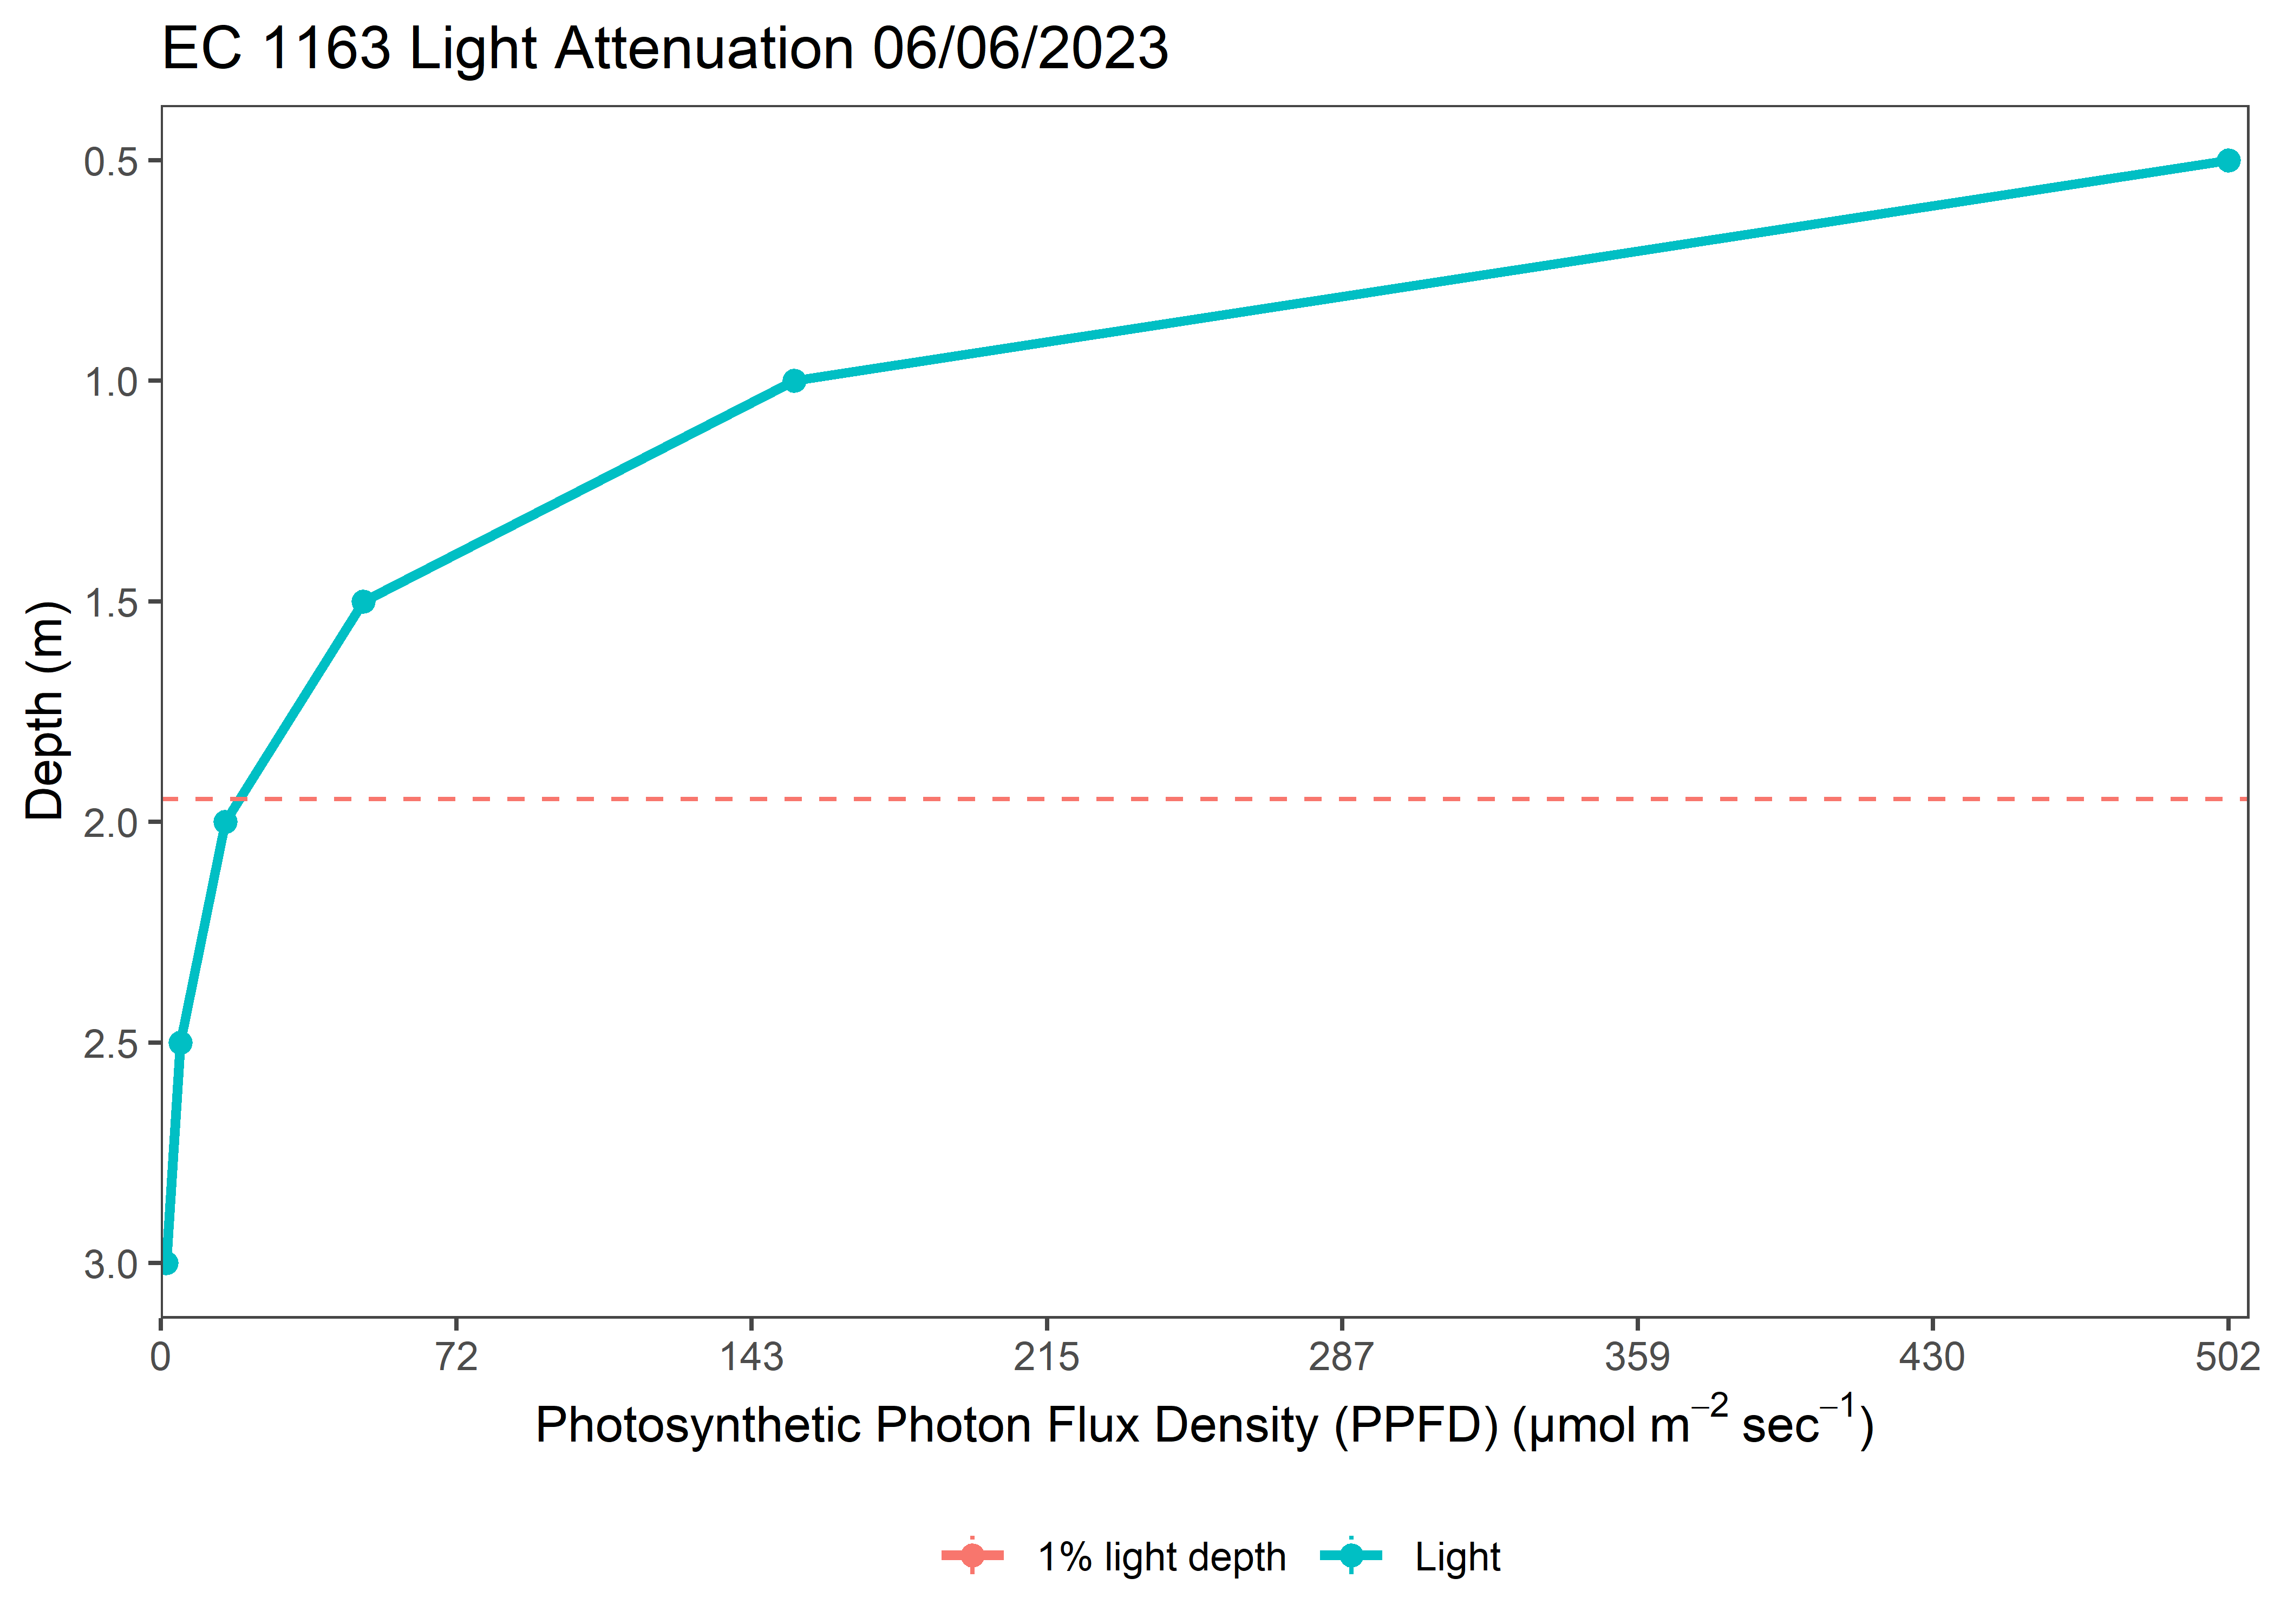 EC 1163 Light Attenuation 06/06/2023
0.5
1.0
1.5
2.0
2.5
3.0
Depth (m)
0 72 143 215 287 359 430 502
Photosynthetic Photon Flux Density (PPFD) (μmol m⁻² sec⁻¹)
1% light depth Light